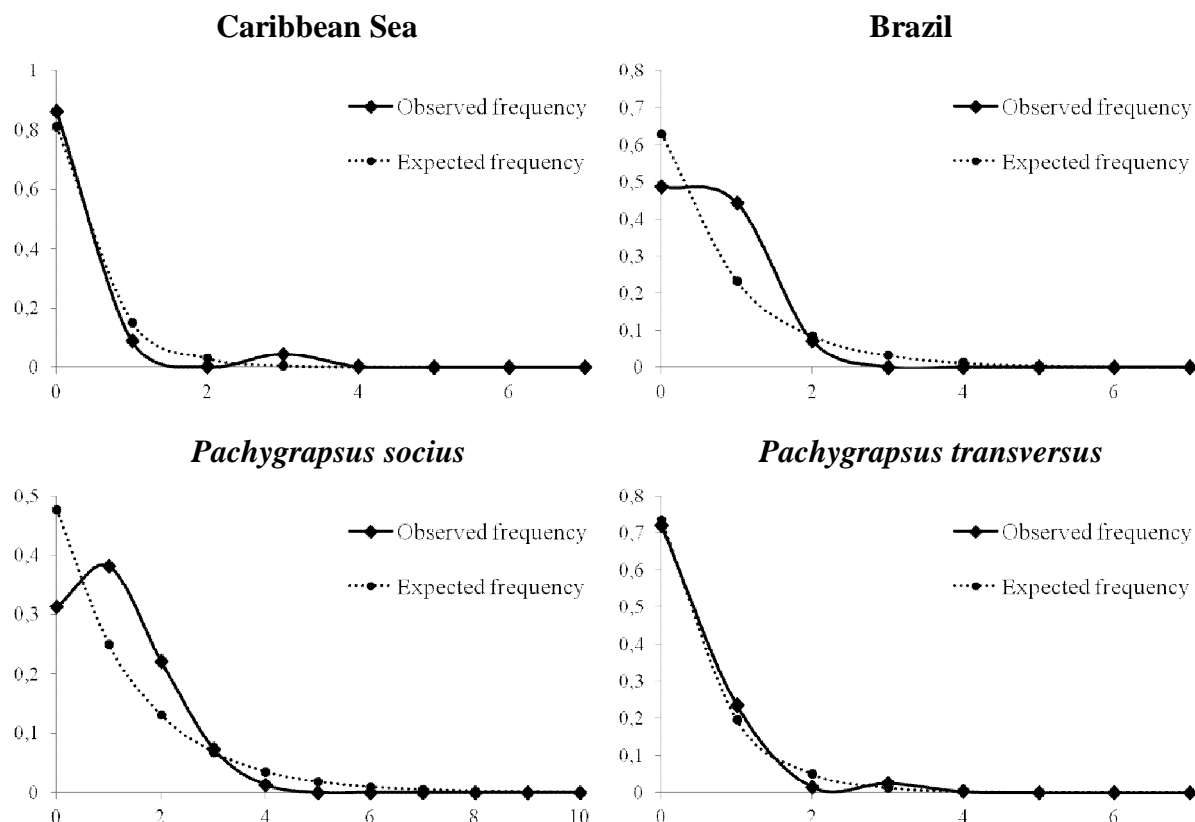 Caribbean Sea
1
0,8
0,6
0,4
0,2
0
0 2 4 6
Observed frequency
Expected frequency
Brazil
0,8
0,7
0,6
0,5
0,4
0,3
0,2
0,1
0
0 2 4 6
Observed frequency
Expected frequency
Pachygrapsus socius
0,5
0,4
0,3
0,2
0,1
0
0 2 4 6 8 10
Observed frequency
Expected frequency
Pachygrapsus transversus
0,8
0,7
0,6
0,5
0,4
0,3
0,2
0,1
0
0 2 4 6
Observed frequency
Expected frequency